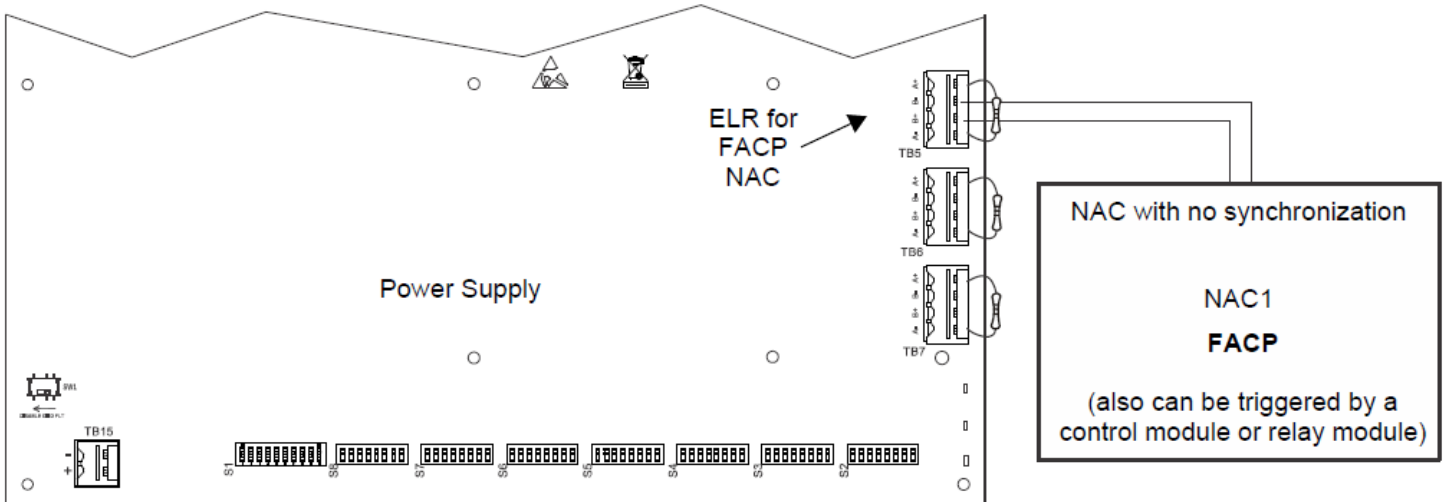 ELR for
FACP
NAC
A+
B-
B+
A-
TB5
A+
B-
B+
A-
TB6
A+
B-
B+
A-
TB7
Power Supply
NAC with no synchronization
NAC1
FACP
(also can be triggered by a
control module or relay module)
SW1
TB15
-
+
S1
S8
S7
S6
S5
S4
S3
S2